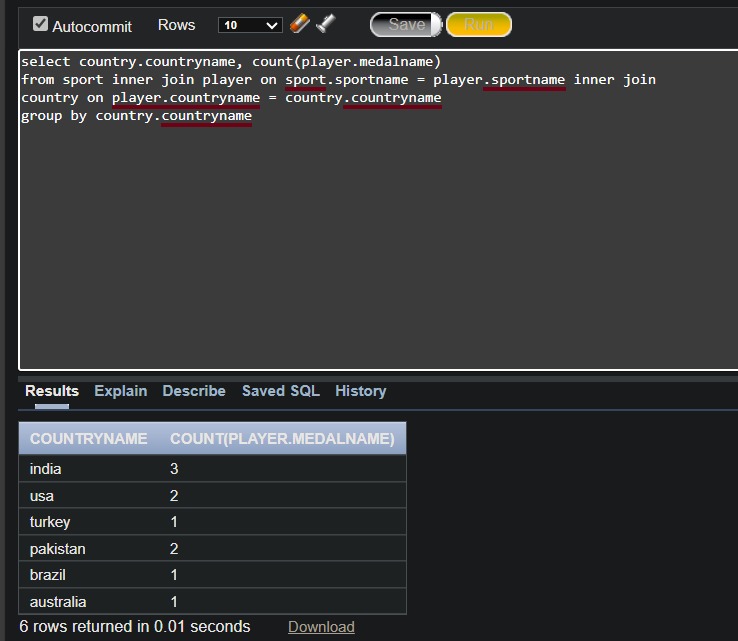 Autocommit Rows 10 Save Run
select country.countryname, count(player.medalname)
from sport inner join player on sport.sportname = player.sportname inner join
country on player.countryname = country.countryname
group by country.countryname
Results Explain Describe Saved SQL History
COUNTRYNAME COUNT(PLAYER.MEDALNAME)
india 3
usa 2
turkey 1
pakistan 2
brazil 1
australia 1
6 rows returned in 0.01 seconds Download